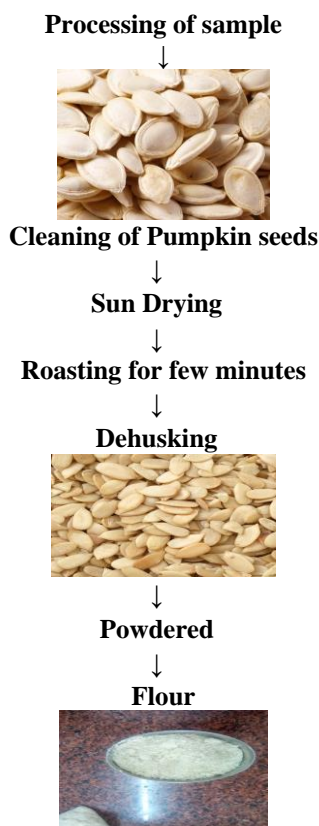 Processing of sample
↓
Cleaning of Pumpkin seeds
↓
Sun Drying
↓
Roasting for few minutes
↓
Dehusking
↓
Powdered
↓
Flour